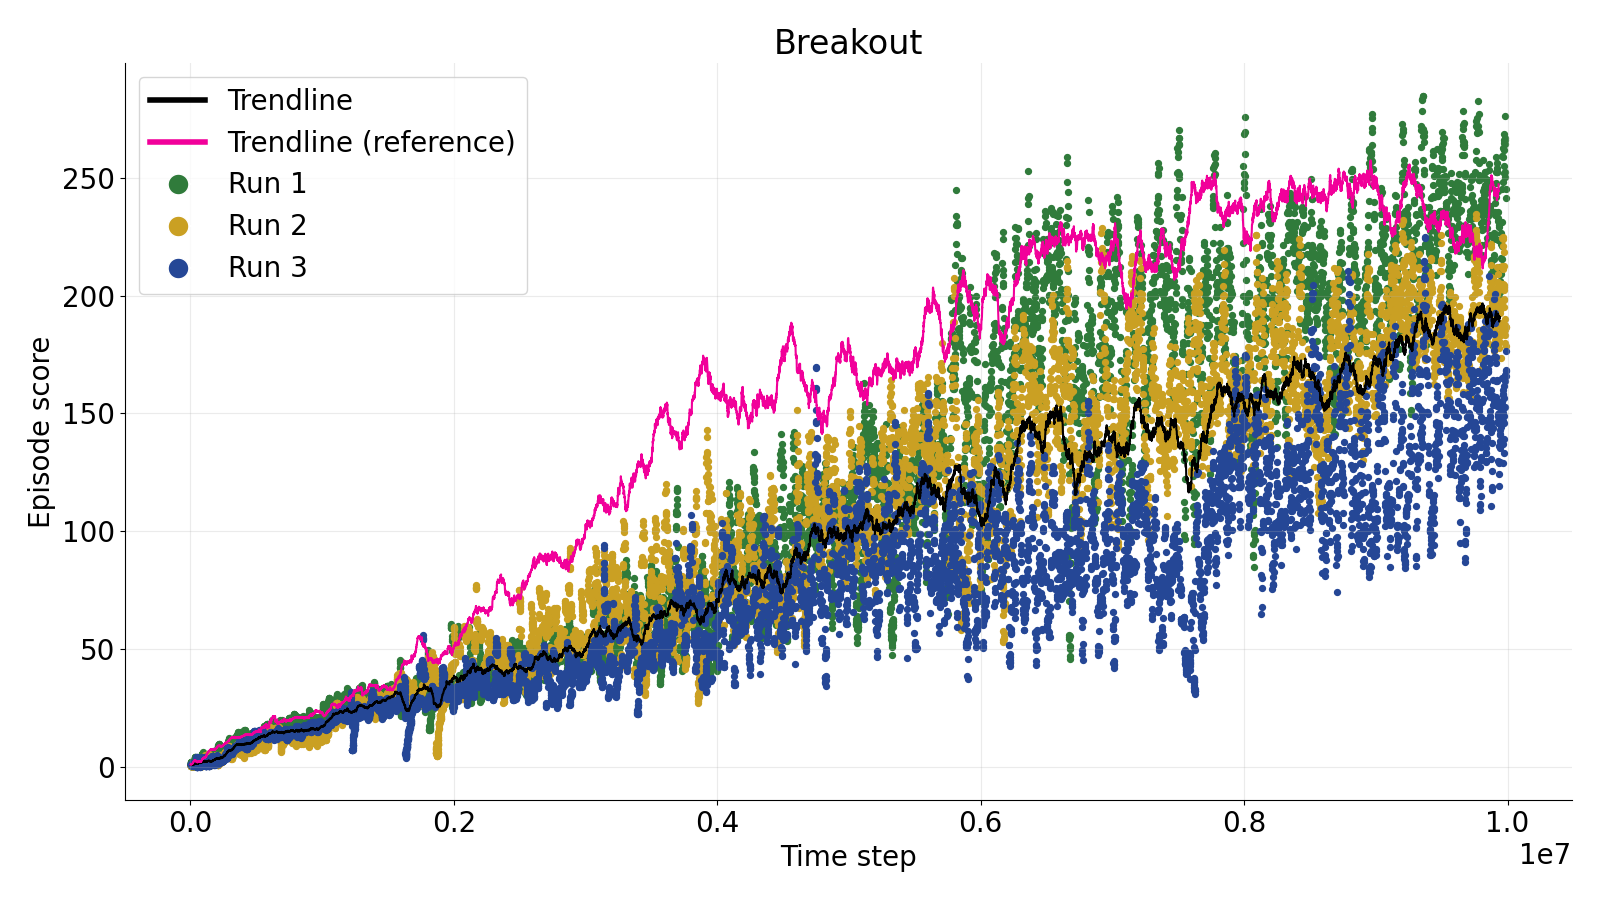 Breakout
Trendline
Trendline (reference)
Run 1
Run 2
Run 3
Episode score
250
200
150
100
50
0
0.0 0.2 0.4 0.6 0.8 1.0
1e7
Time step